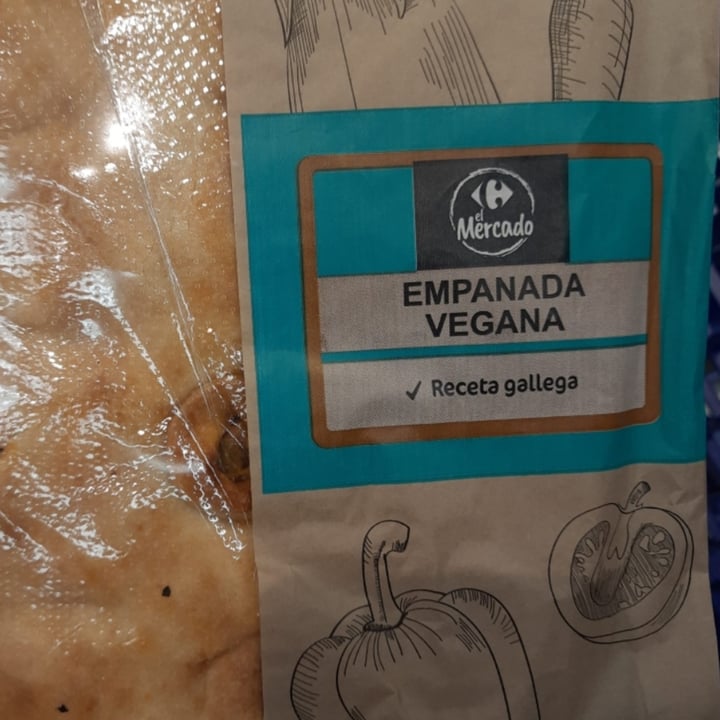 el
Mercado
EMPANADA
VEGANA
✓ Receta gallega